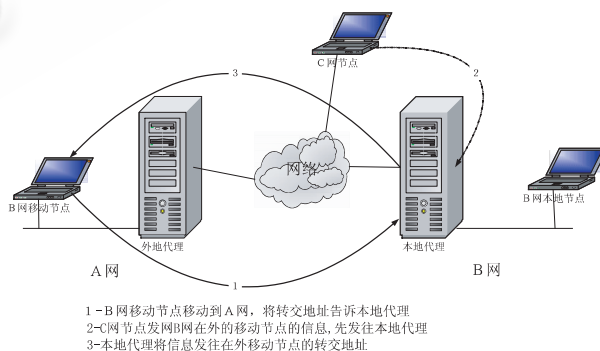 C网节点
3
2
网络
B网移动节点
B网本地节点
外地代理
本地代理
A网
B网
1
1-B网移动节点移动到A网，将转交地址告诉本地代理
2-C网节点发网B网在外的移动节点的信息,先发往本地代理
3-本地代理将信息发往在外移动节点的转交地址